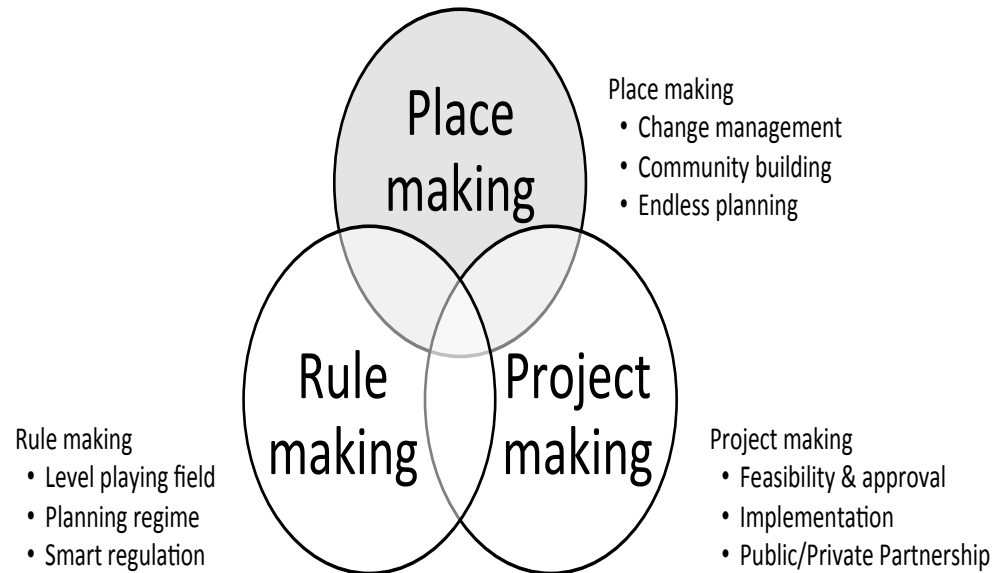 Place
making
Place making
• Change management
• Community building
• Endless planning
Rule
making
Project
making
Rule making
• Level playing field
• Planning regime
• Smart regulation
Project making
• Feasibility & approval
• Implementation
• Public/Private Partnership